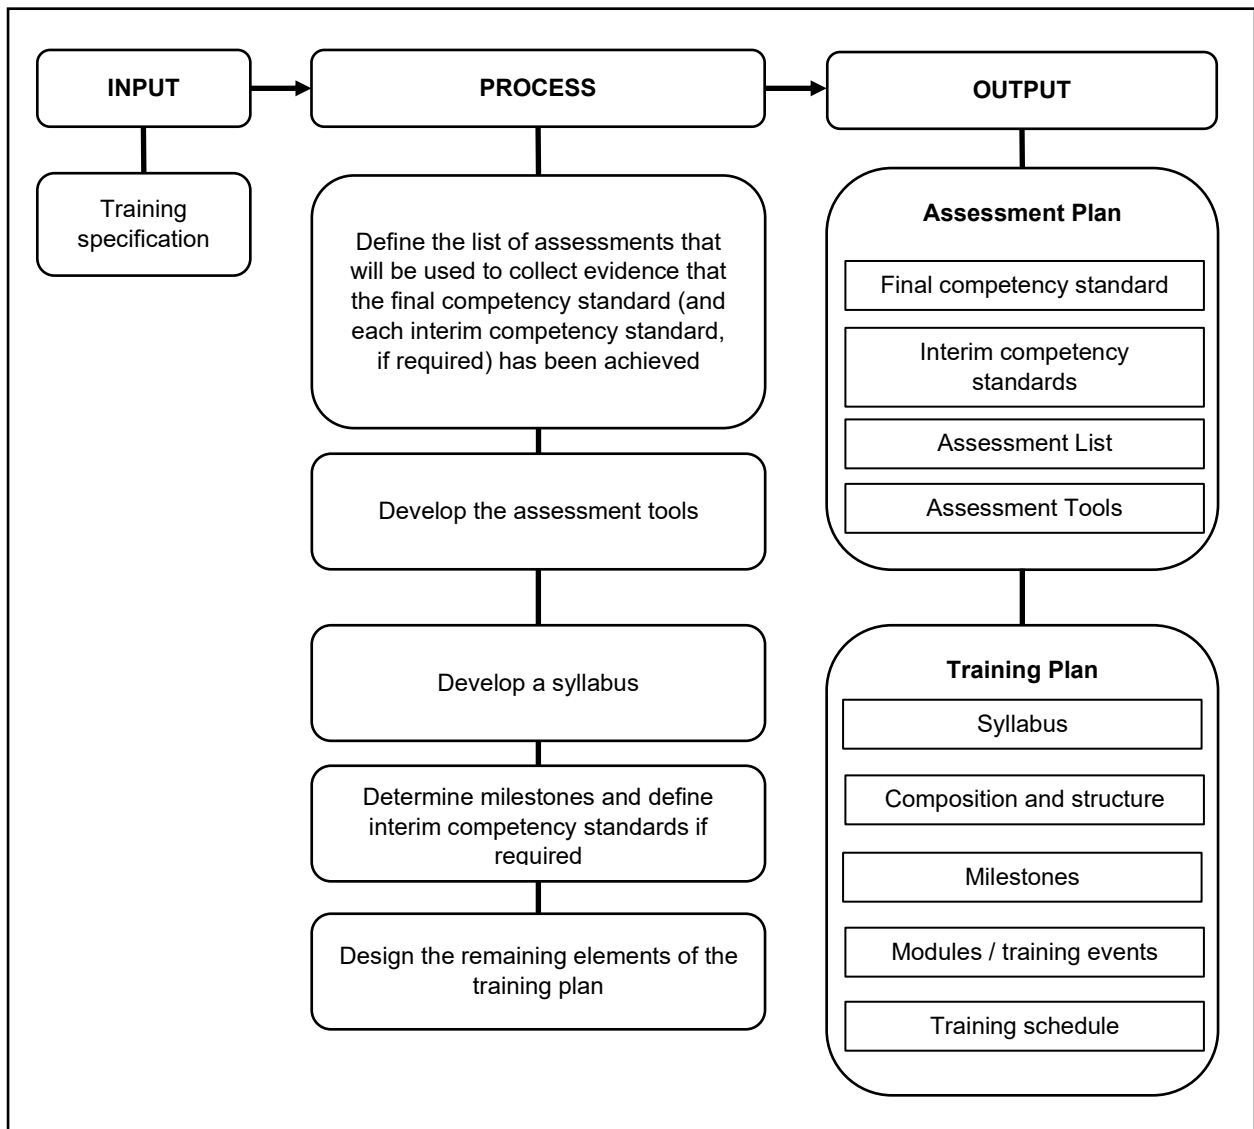 INPUT
PROCESS
OUTPUT
Training
specification
Define the list of assessments that
will be used to collect evidence that
the final competency standard (and
each interim competency standard,
if required) has been achieved
Develop the assessment tools
Develop a syllabus
Determine milestones and define
interim competency standards if
required
Design the remaining elements of the
training plan
Assessment Plan
Final competency standard
Interim competency
standards
Assessment List
Assessment Tools
Training Plan
Syllabus
Composition and structure
Milestones
Modules / training events
Training schedule